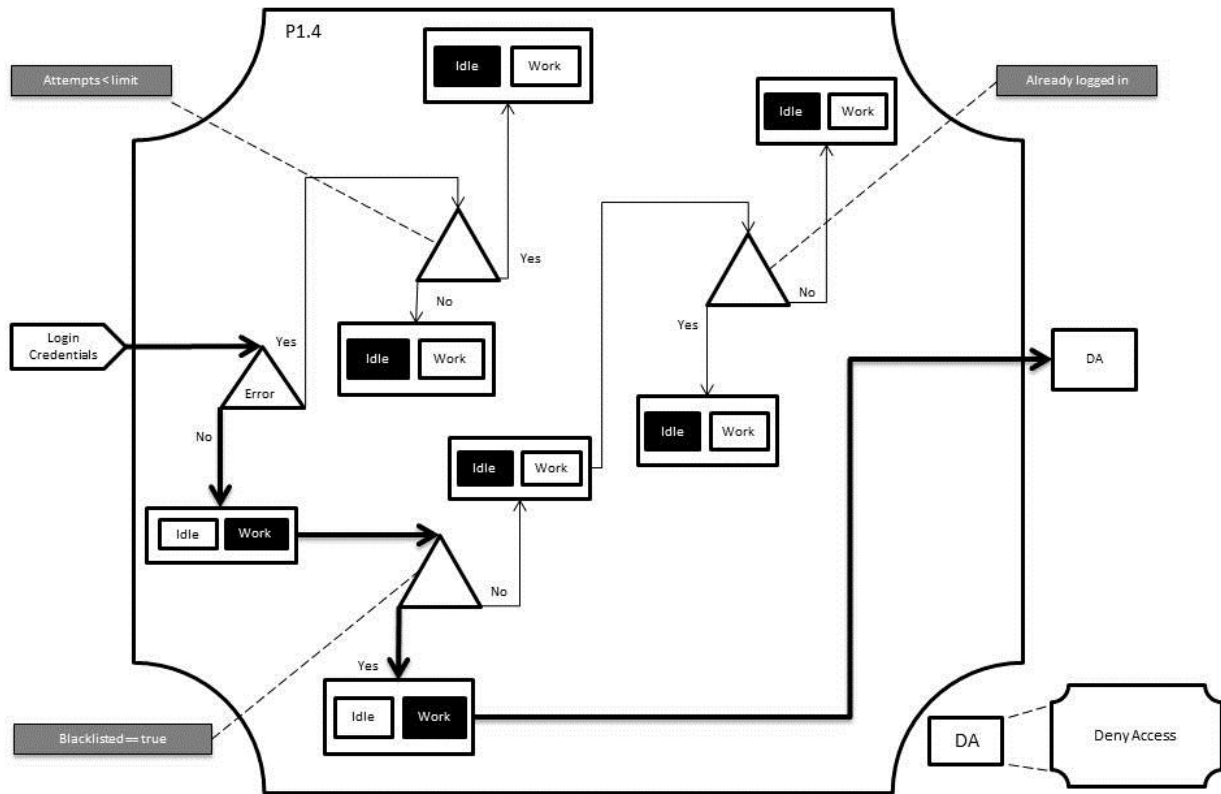 P1.4
Idle
Work
Attempts < limit
Already logged in
Idle
Work
Yes
No
No
Yes
Login
Credentials
Yes
Idle
Work
DA
Error
No
Idle
Work
Idle
Work
Idle
Work
No
Yes
Idle
Work
Blacklisted == true
DA
Deny Access